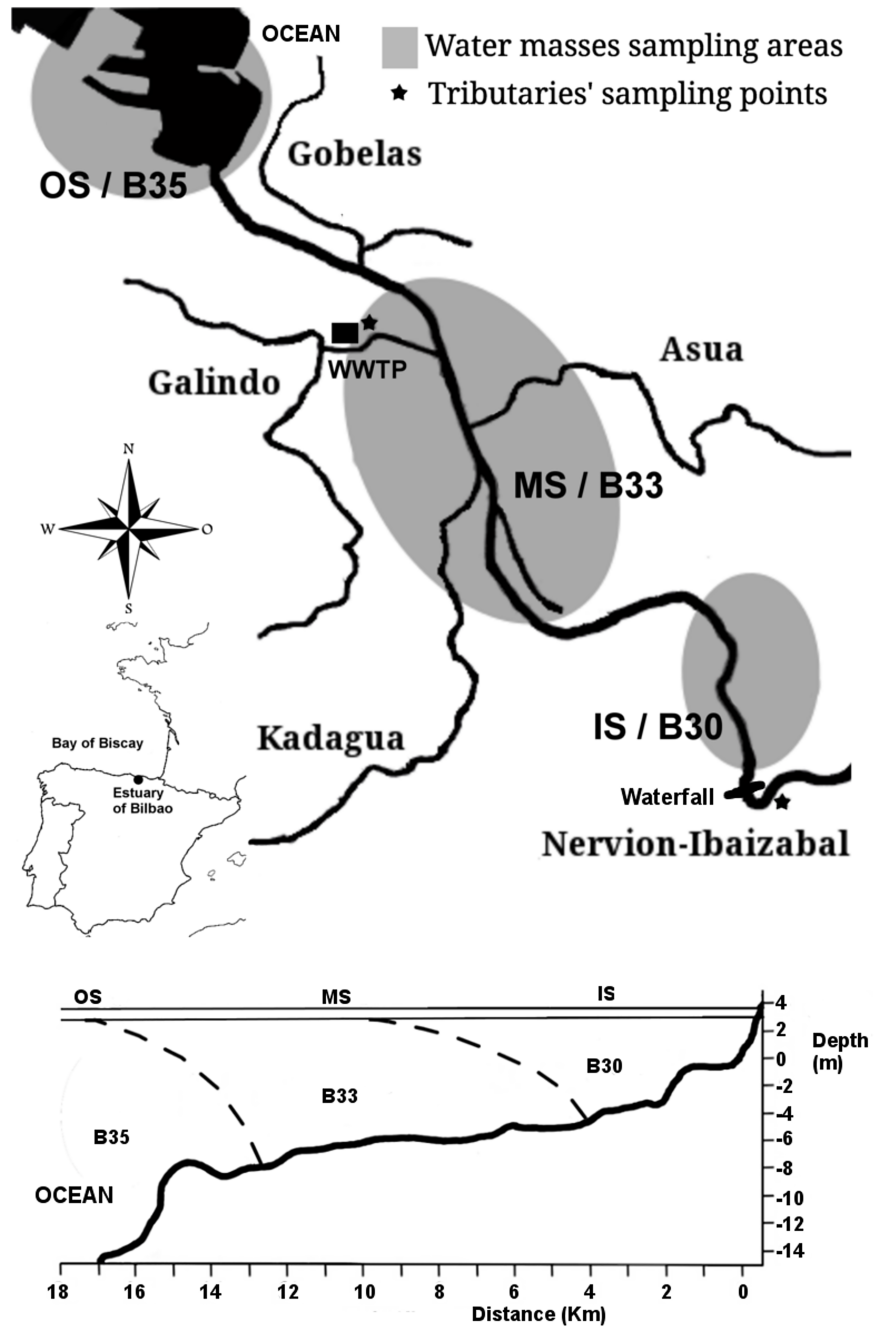 OCEAN
Water masses sampling areas
Tributaries' sampling points
Gobelas
OS / B35
WWTP
Galindo
Asua
MS / B33
N
W
O
S
Kadagua
IS / B30
Waterfall
Nervion-Ibaizabal
Bay of Biscay
Estuary
of Bilbao
OS
MS
IS
4
2
0
-2
-4
-6
-8
-10
-12
-14
Depth
(m)
B30
B33
B35
OCEAN
18 16 14 12 10 8 6 4 2 0
Distance (Km)